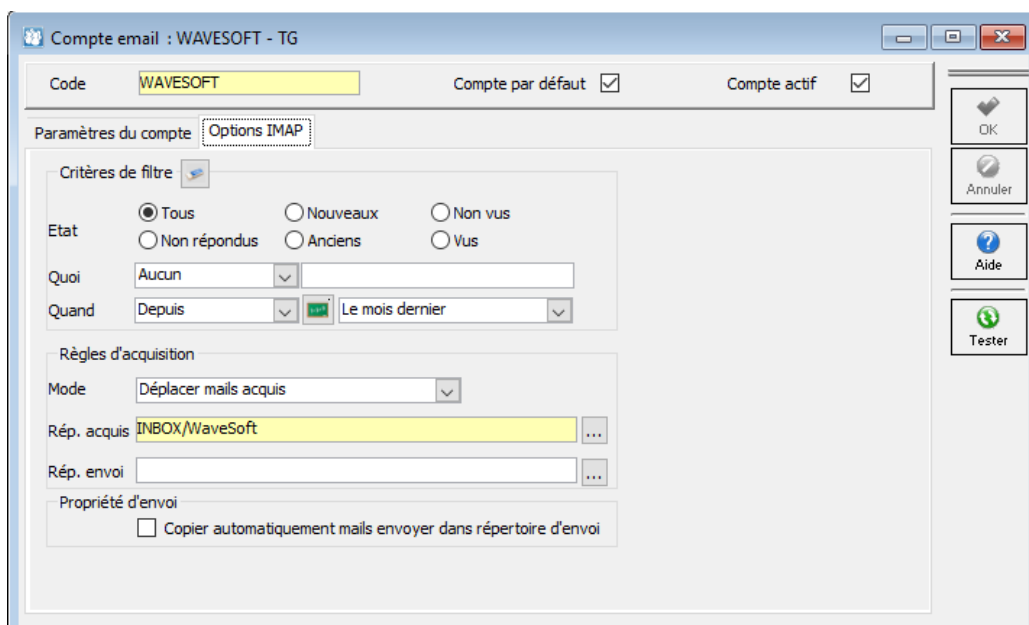 Compte email : WAVESOFT - TG
Code WAVESOFT Compte par défaut Compte actif
OK
Annuler
Aide
Tester
Paramètres du compte Options IMAP
Critères de filtre
Etat
Tous Nouveaux Non vus
Non répondus Anciens Vus
Quoi Aucun
Quand Depuis Le mois dernier
Règles d'acquisition
Mode Déplacer mails acquis
Rép. acquis INBOX/WaveSoft ...
Rép. envoi ...
Propriété d'envoi
Copier automatiquement mails envoyer dans répertoire d'envoi